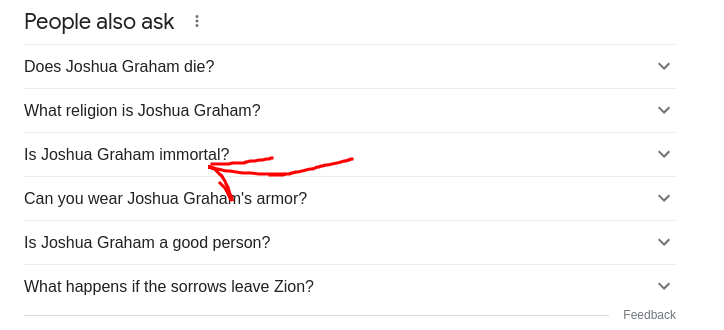 People also ask
Does Joshua Graham die?
What religion is Joshua Graham?
Is Joshua Graham immortal?
Can you wear Joshua Graham's armor?
Is Joshua Graham a good person?
What happens if the sorrows leave Zion?
Feedback